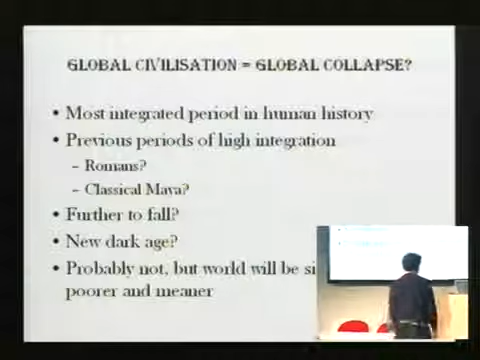 GLOBAL CIVILISATION = GLOBAL COLLAPSE?
• Most integrated period in human history
• Previous periods of high integration
– Romans?
– Classical Maya?
• Further to fall?
• New dark age?
• Probably not, but world will be
poorer and meaner